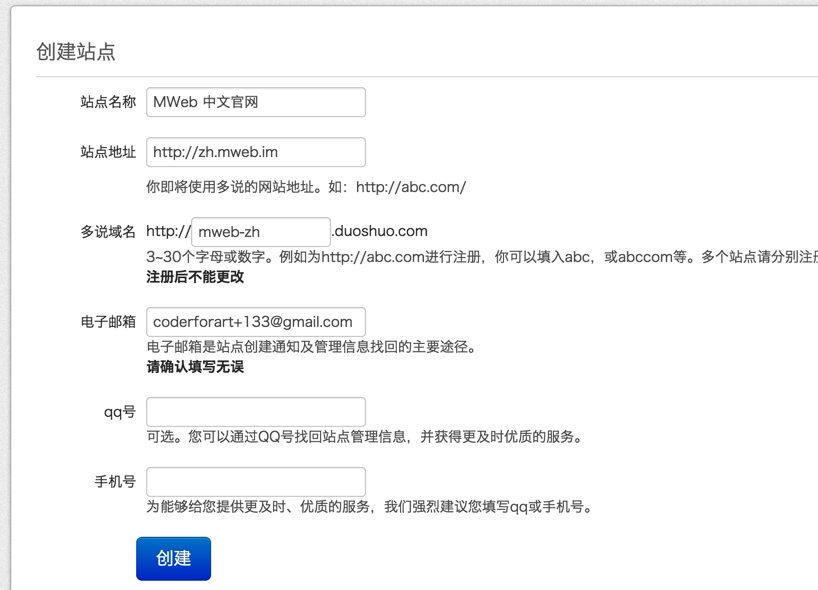 创建站点
站点名称 MWeb 中文官网
站点地址 http://zh.mweb.im
你即将使用多说的网站地址。如：http://abc.com/
多说域名 http:// mweb-zh .duoshuo.com
3~30个字母或数字。例如为http://abc.com进行注册，你可以填入abc，或abccom等。多个站点请分别注
注册后不能更改
电子邮箱 coderforart+133@gmail.com
电子邮箱是站点创建通知及管理信息找回的主要途径。
请确认填写无误
qq号
可选。您可以通过QQ号找回站点管理信息，并获得更及时优质的服务。
手机号
为能够给您提供更及时、优质的服务，我们强烈建议您填写qq或手机号。
创建